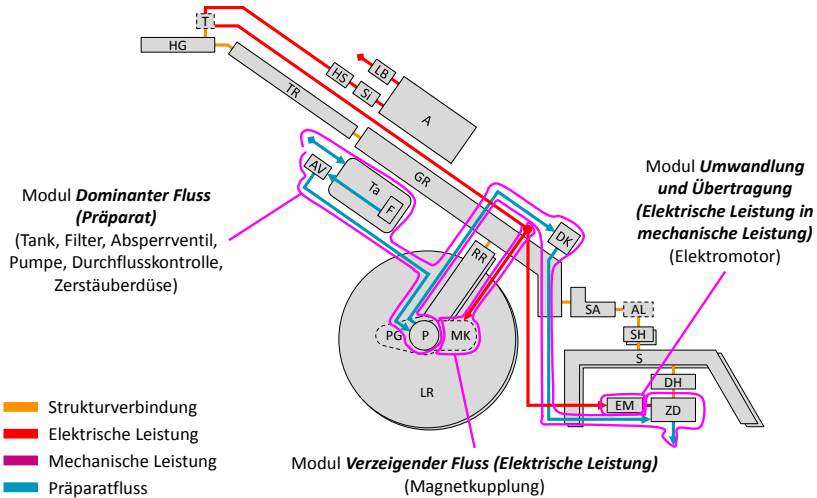 T
HG
TR
HS
Si
LB
A
AV
Ta
F
GR
DK
RR
PG
P
MK
LR
SA
AL
SH
S
DH
EM
ZD
Modul Dominanter Fluss
(Präparat)
(Tank, Filter, Absperrventil,
Pumpe, Durchflusskontrolle,
Zerstäuberdüse)
Modul Umwandlung
und Übertragung
(Elektrische Leistung in
mechanische Leistung)
(Elektromotor)
Strukturverbindung
Elektrische Leistung
Mechanische Leistung
Präparatfluss
Modul Verzeigender Fluss (Elektrische Leistung)
(Magnetkupplung)